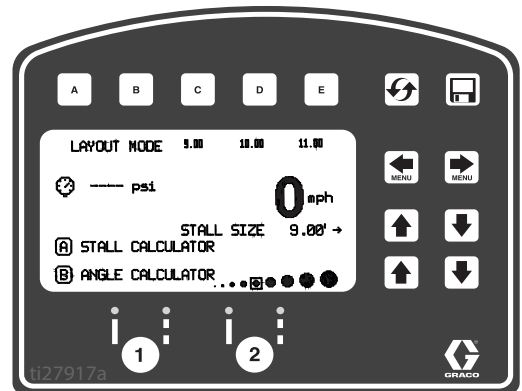 A B C D E
LAYOUT MODE 9.00 10.00 11.00
---- psi
0 mph
MENU MENU
STALL SIZE 9.00' →
A STALL CALCULATOR
B ANGLE CALCULATOR
1 2
ti27917a
GRACO